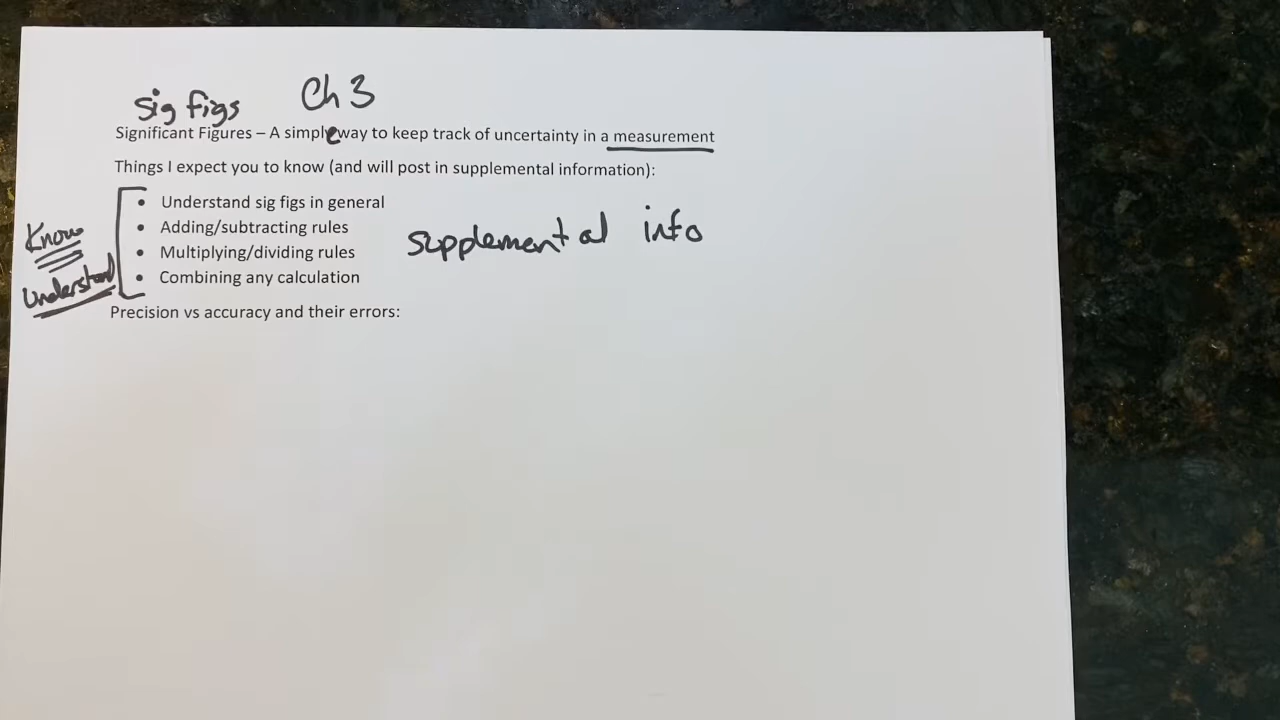 Sig figs Ch 3
Significant Figures – A simple way to keep track of uncertainty in a measurement
Things I expect you to know (and will post in supplemental information):
• Understand sig figs in general
• Adding/subtracting rules
Know
supplemental info
• Multiplying/dividing rules
• Combining any calculation
Understand
Precision vs accuracy and their errors: